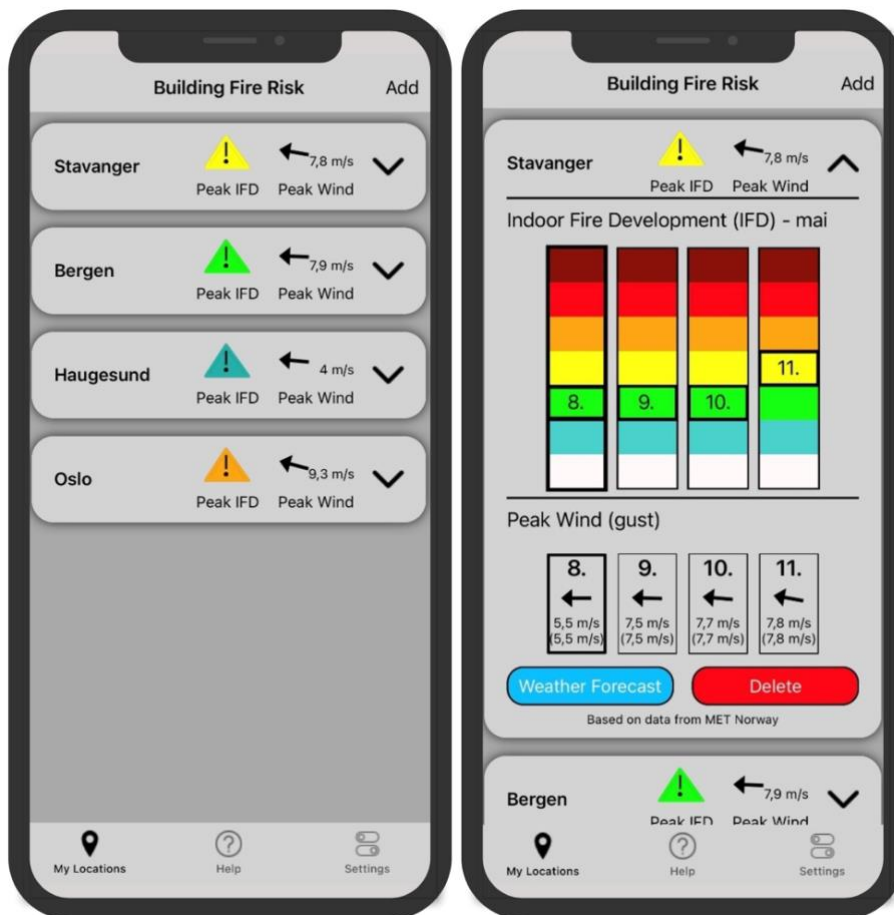 Building Fire Risk Add
Stavanger
7,8 m/s
Peak IFD Peak Wind
Bergen
7,9 m/s
Peak IFD Peak Wind
Haugesund
4 m/s
Peak IFD Peak Wind
Oslo
9,3 m/s
Peak IFD Peak Wind
My Locations Help Settings
Building Fire Risk Add
Stavanger
7,8 m/s
Peak IFD Peak Wind
Indoor Fire Development (IFD) - mai
11.
8. 9. 10.
Peak Wind (gust)
8. 9. 10. 11.
5,5 m/s 7,5 m/s 7,7 m/s 7,8 m/s
(5,5 m/s) (7,5 m/s) (7,7 m/s) (7,8 m/s)
Weather Forecast Delete
Based on data from MET Norway
Bergen
7,9 m/s
Peak IFD Peak Wind
My Locations Help Settings